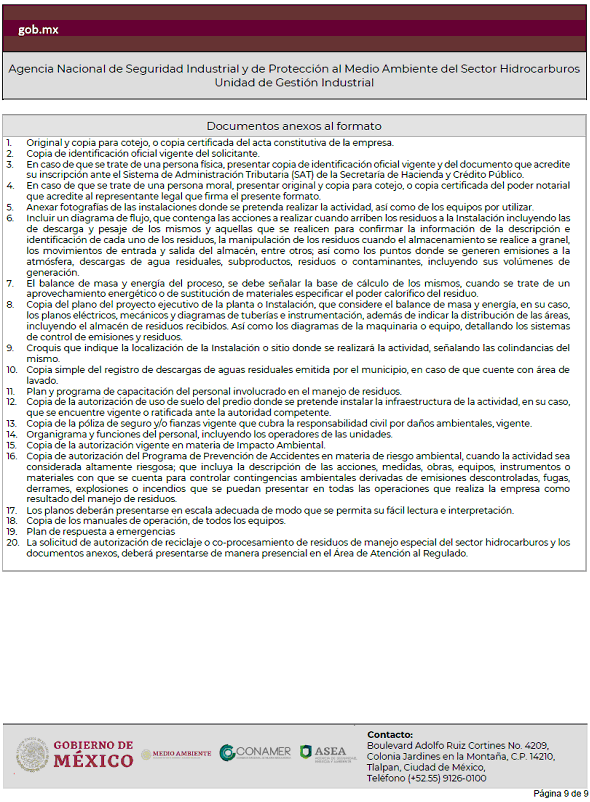 gob.mx
Agencia Nacional de Seguridad Industrial y de Protección al Medio Ambiente del Sector Hidrocarburos
Unidad de Gestión Industrial
Documentos anexos al formato
1. Original y copia para cotejo, o copia certificada del acta constitutiva de la empresa.
2. Copia de identificación oficial vigente del solicitante.
3. En caso de que se trate de una persona física, presentar copia de identificación oficial vigente y del documento que acredite
su inscripción ante el Sistema de Administración Tributaria (SAT) de la Secretaría de Hacienda y Crédito Público.
4. En caso de que se trate de una persona moral, presentar original y copia para cotejo, o copia certificada del poder notarial
que acredite al representante legal que firma el presente formato.
5. Anexar fotografías de las instalaciones donde se pretenda realizar la actividad, así como de los equipos por utilizar.
6. Incluir un diagrama de flujo, que contenga las acciones a realizar cuando arriben los residuos a la Instalación incluyendo las
de descarga y pesaje de los mismos y aquellas que se realicen para confirmar la información de la descripción e
identificación de cada uno de los residuos, la manipulación de los residuos cuando el almacenamiento se realice a granel,
los movimientos de entrada y salida del almacén, entre otros; así como los puntos donde se generen emisiones a la
atmósfera, descargas de agua residuales, subproductos, residuos o contaminantes, incluyendo sus volúmenes de
generación.
7. El balance de masa y energía del proceso, se debe señalar la base de cálculo de los mismos, cuando se trate de un
aprovechamiento energético o de sustitución de materiales especificar el poder calorífico del residuo.
8. Copia del plano del proyecto ejecutivo de la planta o Instalación, que considere el balance de masa y energía, en su caso,
los planos eléctricos, mecánicos y diagramas de tuberías e instrumentación, además de indicar la distribución de las áreas,
incluyendo el almacén de residuos recibidos. Así como los diagramas de la maquinaria o equipo, detallando los sistemas
de control de emisiones y residuos.
9. Croquis que indique la localización de la Instalación o sitio donde se realizará la actividad, señalando las colindancias del
mismo.
10. Copia simple del registro de descargas de aguas residuales emitida por el municipio, en caso de que cuente con área de
lavado.
11. Plan y programa de capacitación del personal involucrado en el manejo de residuos.
12. Copia de la autorización de uso de suelo del predio donde se pretende instalar la infraestructura de la actividad, en su caso,
que se encuentre vigente o ratificada ante la autoridad competente.
13. Copia de la póliza de seguro y/o fianzas vigente que cubra la responsabilidad civil por daños ambientales, vigente.
14. Organigrama y funciones del personal, incluyendo los operadores de las unidades.
15. Copia de la autorización vigente en materia de Impacto Ambiental.
16. Copia de autorización del Programa de Prevención de Accidentes en materia de riesgo ambiental, cuando la actividad sea
considerada altamente riesgosa; que incluya la descripción de las acciones, medidas, obras, equipos, instrumentos o
materiales con que se cuenta para controlar contingencias ambientales derivadas de emisiones descontroladas, fugas,
derrames, explosiones o incendios que se puedan presentar en todas las operaciones que realiza la empresa como
resultado del manejo de residuos.
17. Los planos deberán presentarse en escala adecuada de modo que se permita su fácil lectura e interpretación.
18. Copia de los manuales de operación, de todos los equipos.
19. Plan de respuesta a emergencias
20. La solicitud de autorización de reciclaje o co-procesamiento de residuos de manejo especial del sector hidrocarburos y los
documentos anexos, deberá presentarse de manera presencial en el Área de Atención al Regulado.
GOBIERNO DE
MÉXICO
MEDIO AMBIENTE
CONAMER
ASEA
Contacto:
Boulevard Adolfo Ruiz Cortines No. 4209,
Colonia Jardines en la Montaña, C.P. 14210,
Tlalpan, Ciudad de México,
Teléfono (+52.55) 9126-0100
Página 9 de 9